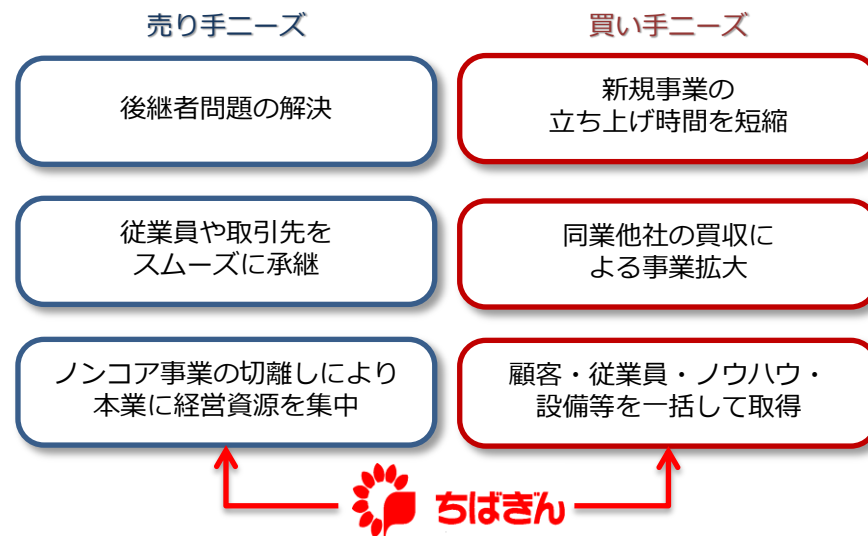 売り手ニーズ
買い手ニーズ
後継者問題の解決
新規事業の
立ち上げ時間を短縮
従業員や取引先を
スムーズに承継
同業他社の買収に
よる事業拡大
ノンコア事業の切離しにより
本業に経営資源を集中
顧客・従業員・ノウハウ・
設備等を一括して取得
ちばぎん